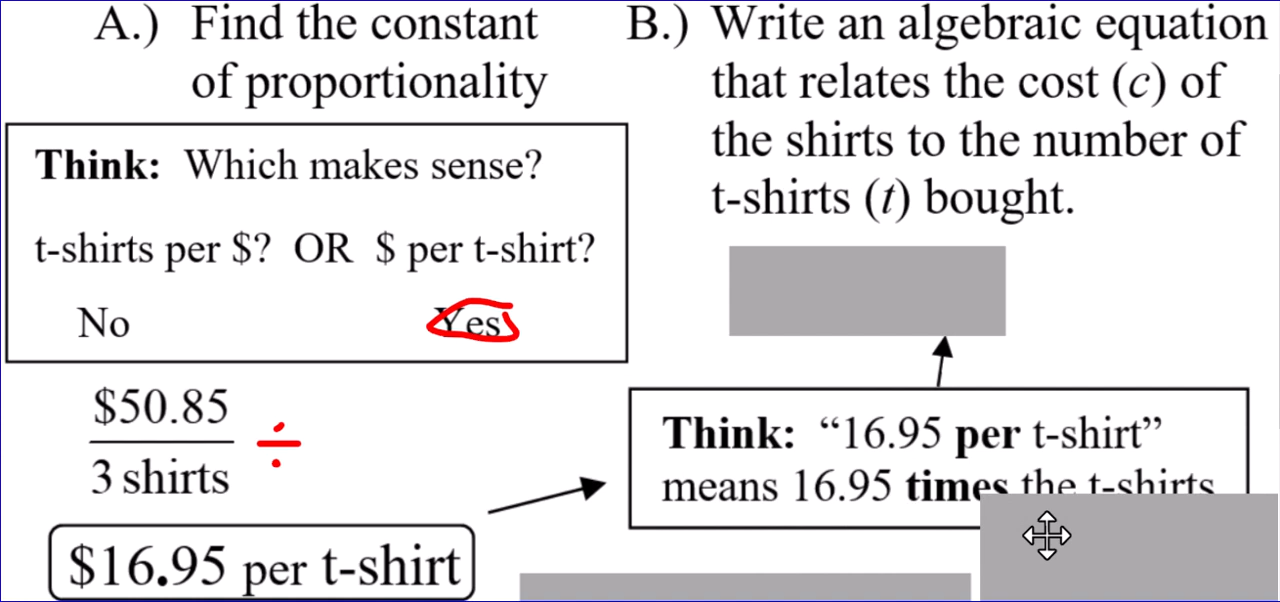 A.) Find the constant
of proportionality
Think: Which makes sense?
t-shirts per $? OR $ per t-shirt?
No Yes
$50.85
3 shirts
÷
$16.95 per t-shirt
B.) Write an algebraic equation
that relates the cost (c) of
the shirts to the number of
t-shirts (t) bought.
Think: “16.95 per t-shirt”
means 16.95 times the t-shirts